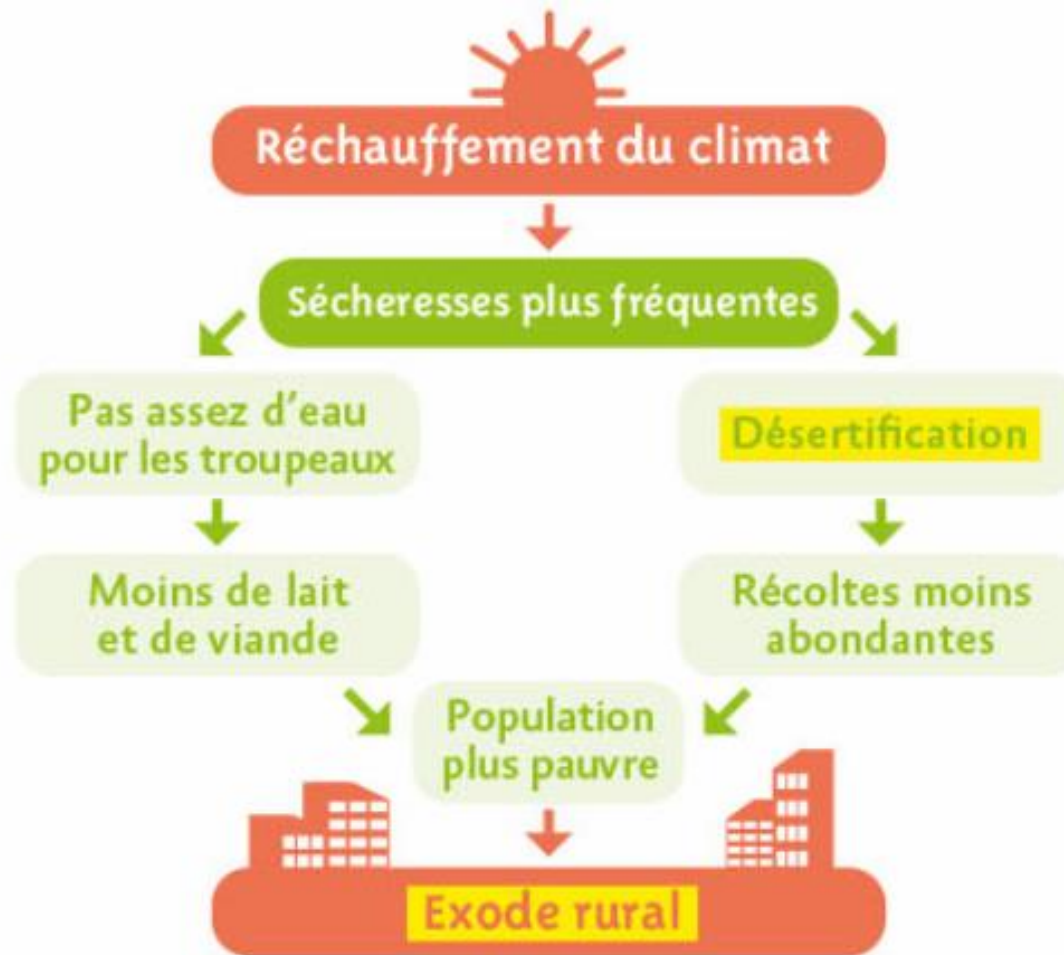 Réchauffement du climat
Sécheresses plus fréquentes
Pas assez d'eau
pour les troupeaux
Désertification
Moins de lait
et de viande
Récoltes moins
abondantes
Population
plus pauvre
Exode rural